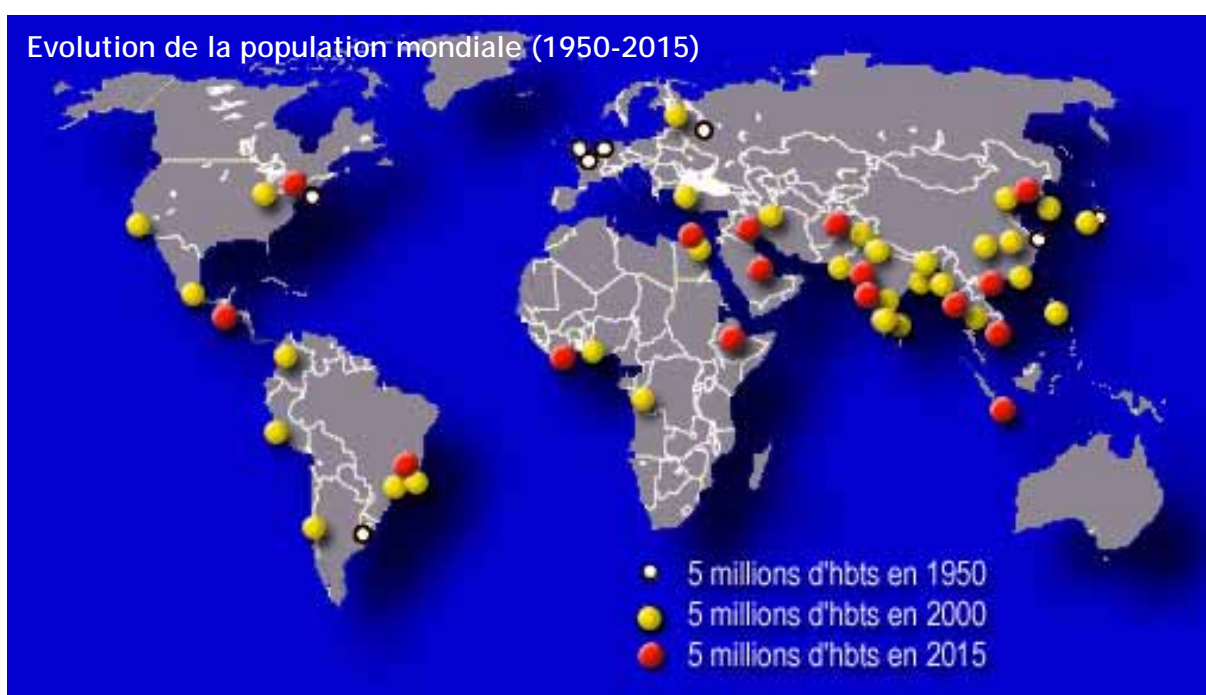 Evolution de la population mondiale (1950-2015)
5 millions d'hbts en 1950
5 millions d'hbts en 2000
5 millions d'hbts en 2015